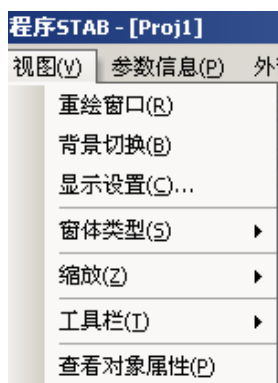 程序STAB - [Proj1]
视图(V) 参数信息(P)
重绘窗口(R)
背景切换(B)
显示设置(C)...
窗体类型(S)
缩放(Z)
工具栏(T)
查看对象属性(P)